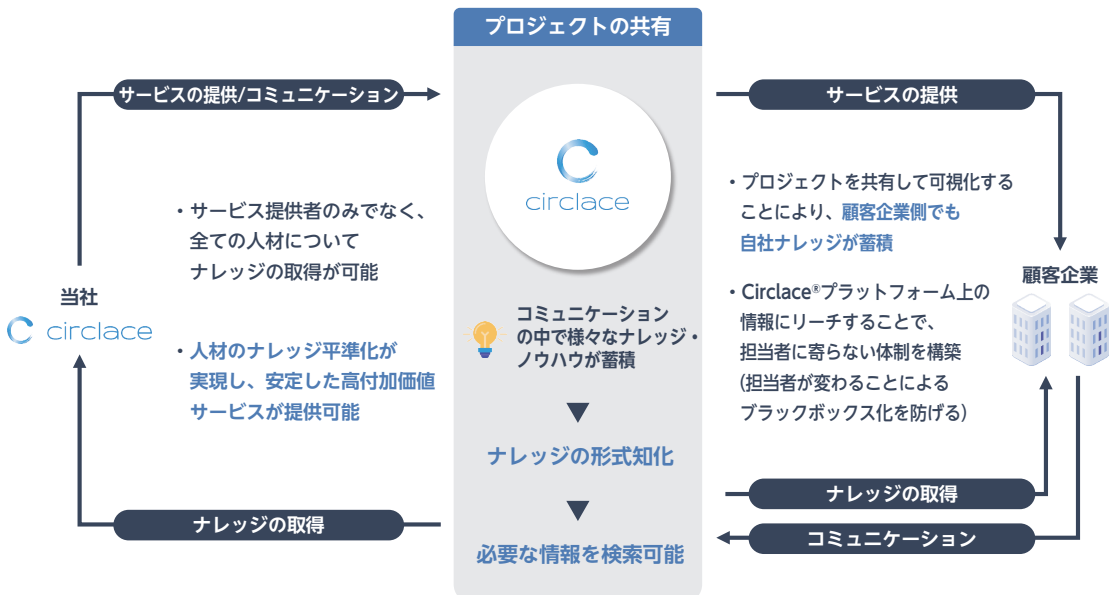 プロジェクトの共有
サービスの提供/コミュニケーション
サービスの提供
circlace
・サービス提供者のみでなく、
全ての人材について
ナレッジの取得が可能
・プロジェクトを共有して可視化する
ことにより、顧客企業側でも
自社ナレッジが蓄積
当社
circlace
・人材のナレッジ平準化が
実現し、安定した高付加価値
サービスが提供可能
コミュニケーション
の中で様々なナレッジ・
ノウハウが蓄積
ナレッジの形式知化
必要な情報を検索可能
・Circlace®プラットフォーム上の
情報にリーチすることで、
担当者に寄らない体制を構築
(担当者が変わることによる
ブラックボックス化を防げる)
顧客企業
ナレッジの取得
ナレッジの取得
コミュニケーション